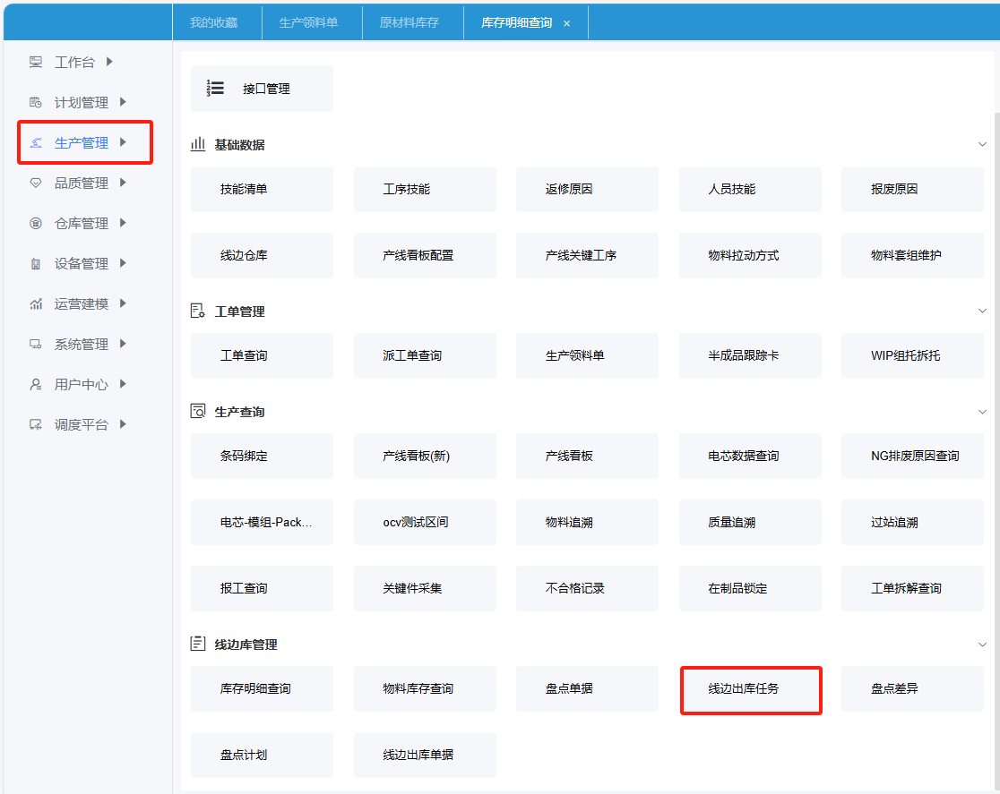 我的收藏
生产领料单
原材料库存
库存明细查询 ×
工作台
计划管理
生产管理
品质管理
仓库管理
设备管理
运营建模
系统管理
用户中心
调度平台
接口管理
基础数据
技能清单
工序技能
返修原因
人员技能
报废原因
线边仓库
产线看板配置
产线关键工序
物料拉动方式
物料套组维护
工单管理
工单查询
派工单查询
生产领料单
半成品跟踪卡
WIP组托拆托
生产查询
条码绑定
产线看板(新)
产线看板
电芯数据查询
NG排废原因查询
电芯-模组-Pack...
ocv测试区间
物料追溯
质量追溯
过站追溯
报工查询
关键件采集
不合格记录
在制品锁定
工单拆解查询
线边库管理
库存明细查询
物料库存查询
盘点单据
线边出库任务
盘点差异
盘点计划
线边出库单据